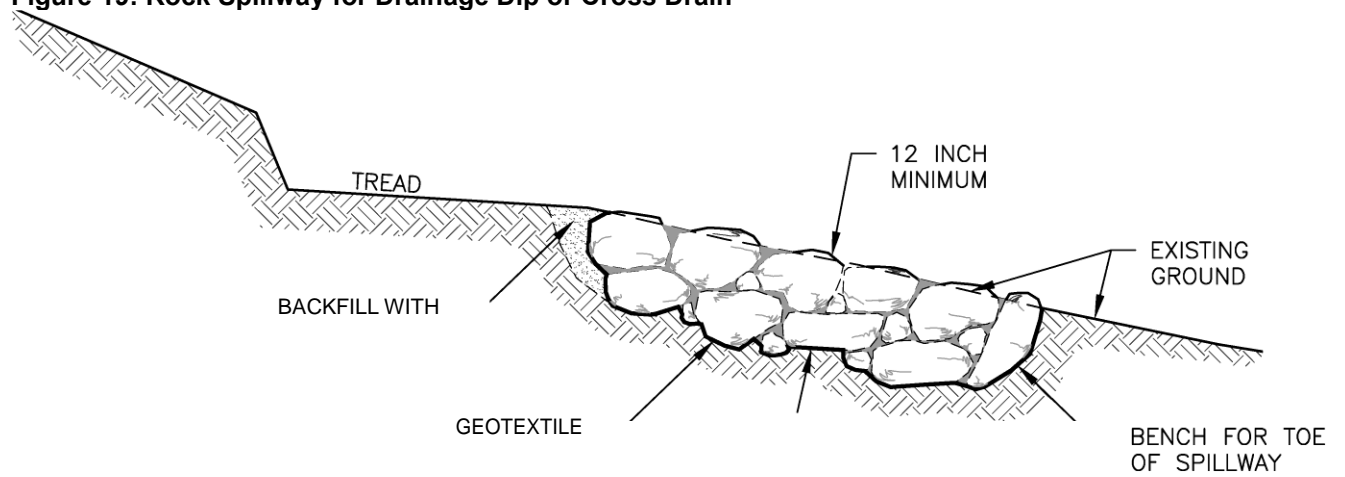 Figure 19: Rock Spillway for Drainage Dip or Cross Drain
TREAD
12 INCH
MINIMUM
EXISTING
GROUND
BACKFILL WITH
GEOTEXTILE
BENCH FOR TOE
OF SPILLWAY